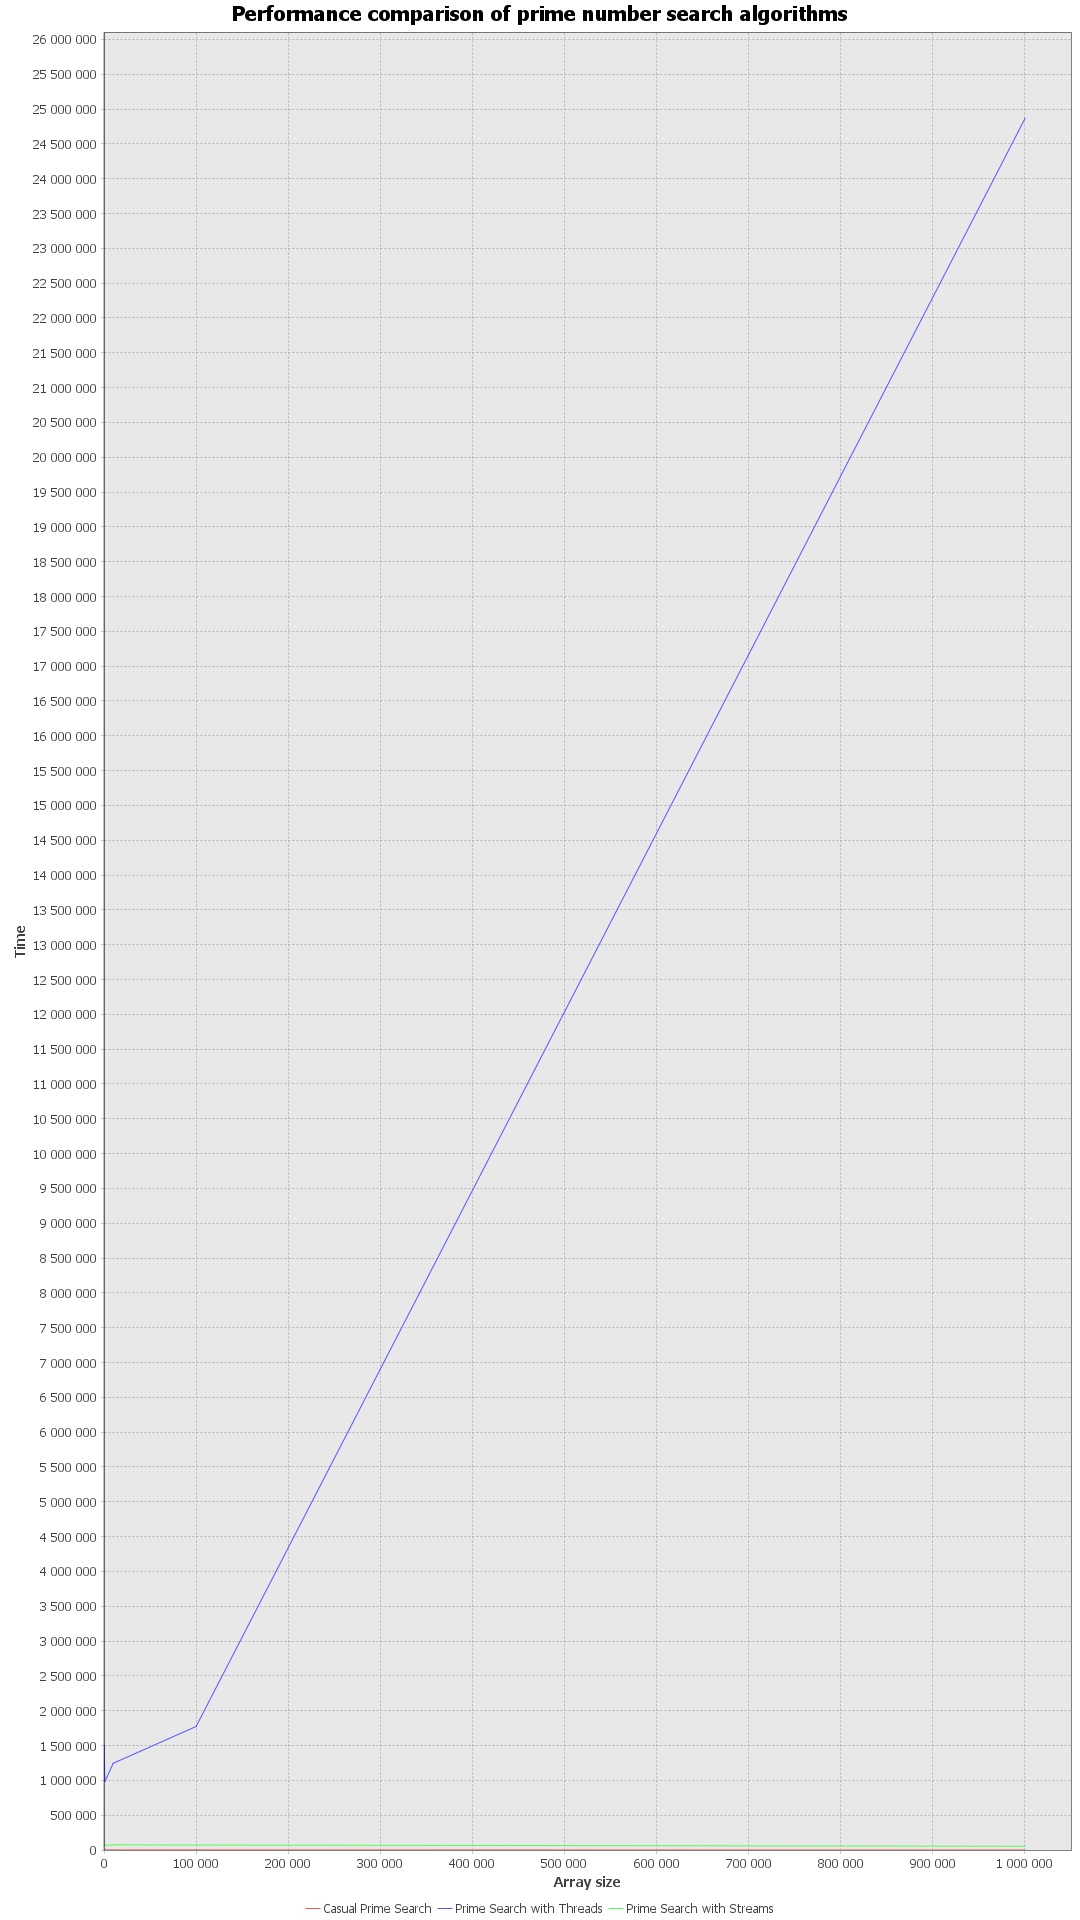 Performance comparison of prime number search algorithms
26 000 000
25 500 000
25 000 000
24 500 000
24 000 000
23 500 000
23 000 000
22 500 000
22 000 000
21 500 000
21 000 000
20 500 000
20 000 000
19 500 000
19 000 000
18 500 000
18 000 000
17 500 000
17 000 000
16 500 000
16 000 000
15 500 000
15 000 000
14 500 000
14 000 000
13 500 000
13 000 000
12 500 000
12 000 000
11 500 000
11 000 000
10 500 000
10 000 000
9 500 000
9 000 000
8 500 000
8 000 000
7 500 000
7 000 000
6 500 000
6 000 000
5 500 000
5 000 000
4 500 000
4 000 000
3 500 000
3 000 000
2 500 000
2 000 000
1 500 000
1 000 000
500 000
0
Time
0 100 000 200 000 300 000 400 000 500 000 600 000 700 000 800 000 900 000 1 000 000
Array size
Casual Prime Search Prime Search with Threads Prime Search with Streams